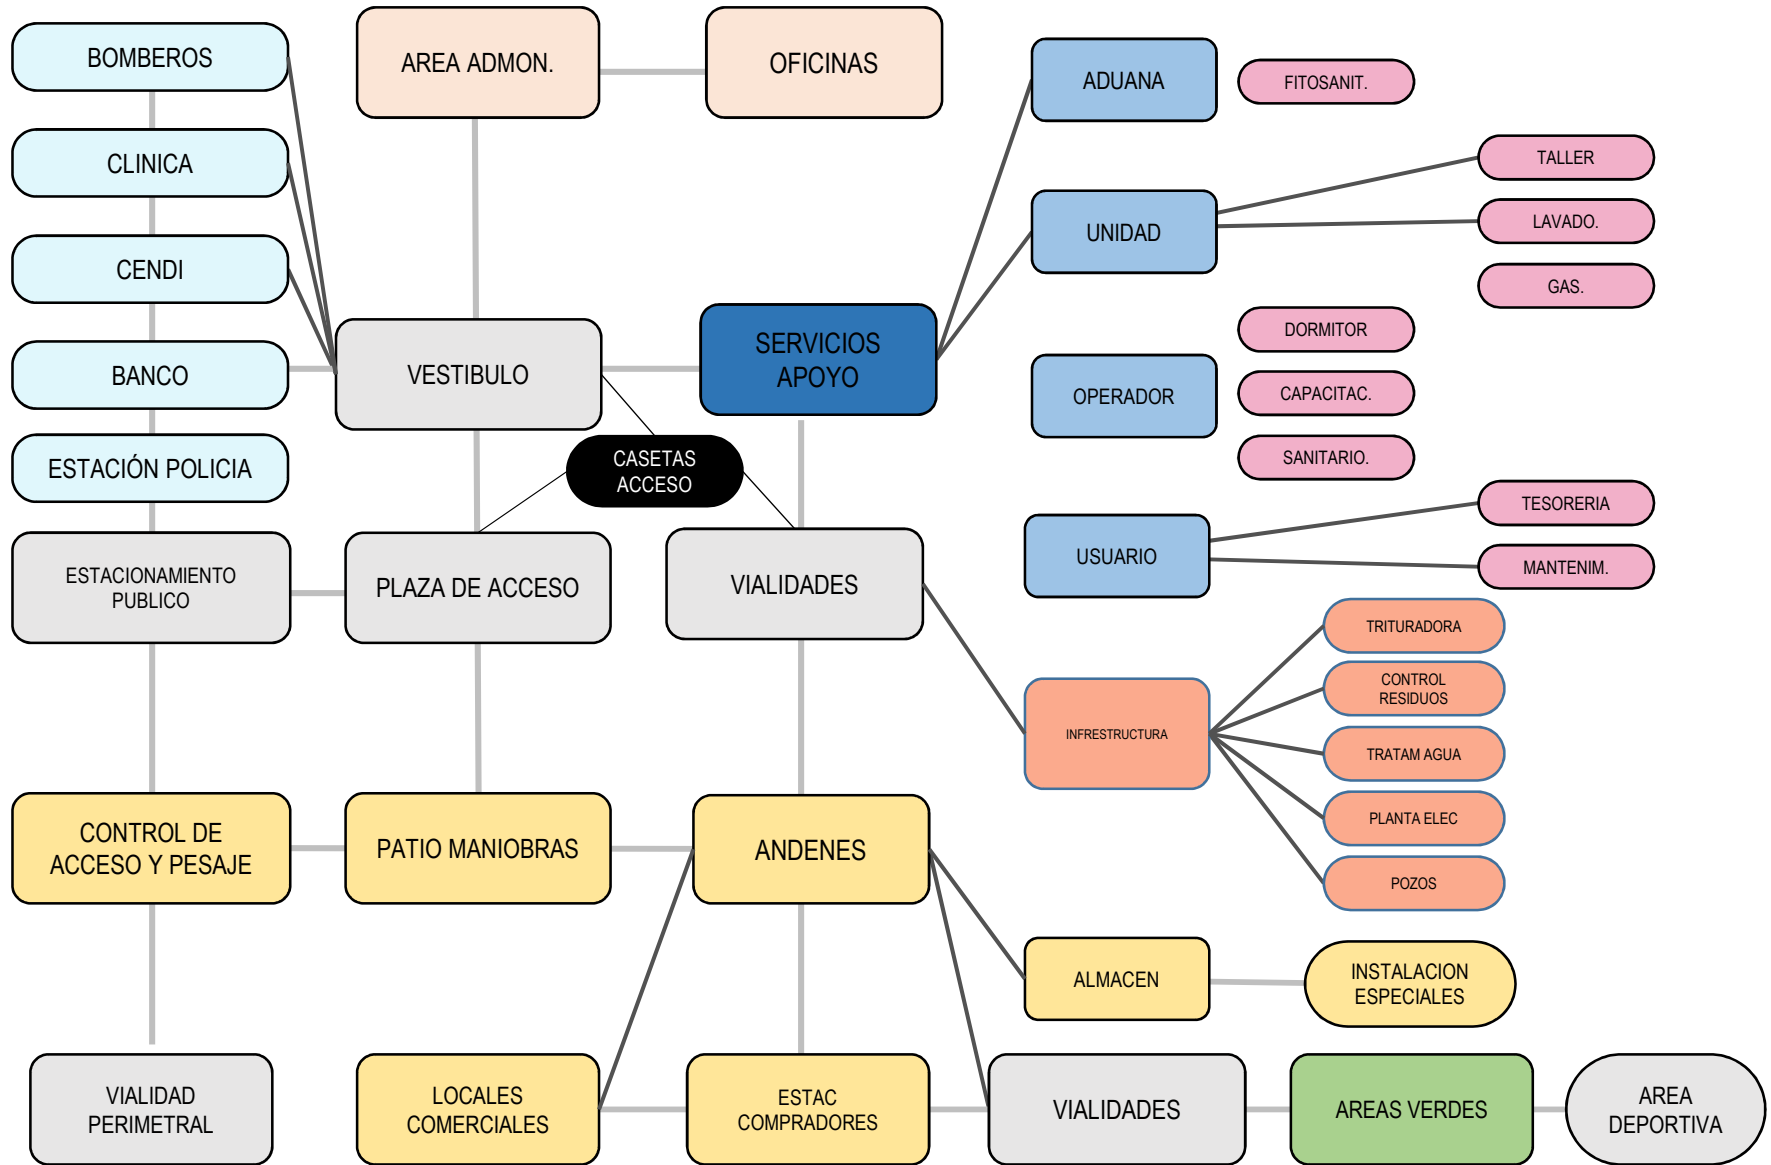 BOMBEROS
AREA ADMON.
OFICINAS
ADUANA
FITOSANIT.
CLINICA
TALLER
UNIDAD
LAVADO.
CENDI
GAS.
SERVICIOS
APOYO
DORMITOR
BANCO
VESTIBULO
OPERADOR
CAPACITAC.
ESTACIÓN POLICIA
CASETAS
ACCESO
SANITARIO.
TESORERIA
ESTACIONAMIENTO
PUBLICO
PLAZA DE ACCESO
VIALIDADES
USUARIO
MANTENIM.
TRITURADORA
CONTROL
RESIDUOS
INFRESTRUCTURA
TRATAM AGUA
PLANTA ELEC
CONTROL DE
ACCESO Y PESAJE
PATIO MANIOBRAS
ANDENES
POZOS
ALMACEN
INSTALACION
ESPECIALES
VIALIDAD
PERIMETRAL
LOCALES
COMERCIALES
ESTAC
COMPRADORES
VIALIDADES
AREAS VERDES
AREA
DEPORTIVA